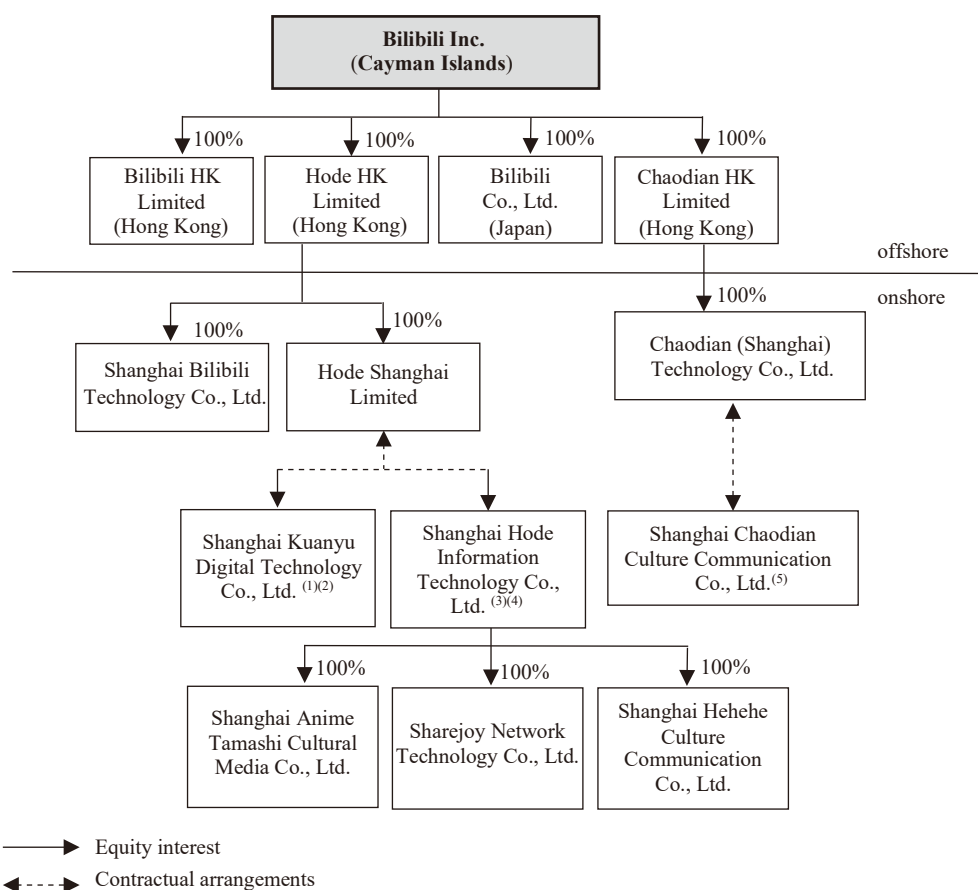 Bilibili Inc.
(Cayman Islands)
100%
100%
100%
100%
Bilibili HK
Limited
(Hong Kong)
Hode HK
Limited
(Hong Kong)
Bilibili
Co., Ltd.
(Japan)
Chaodian HK
Limited
(Hong Kong)
offshore
onshore
100%
100%
100%
Shanghai Bilibili
Technology Co., Ltd.
Hode Shanghai
Limited
Chaodian (Shanghai)
Technology Co., Ltd.
Shanghai Kuanyu
Digital Technology
Co., Ltd. (1)(2)
Shanghai Hode
Information
Technology Co.,
Ltd. (3)(4)
Shanghai Chaodian
Culture Communication
Co., Ltd.(5)
100%
100%
100%
Shanghai Anime
Tamashi Cultural
Media Co., Ltd.
Sharejoy Network
Technology Co., Ltd.
Shanghai Hehehe
Culture
Communication
Co., Ltd.
Equity interest
Contractual arrangements